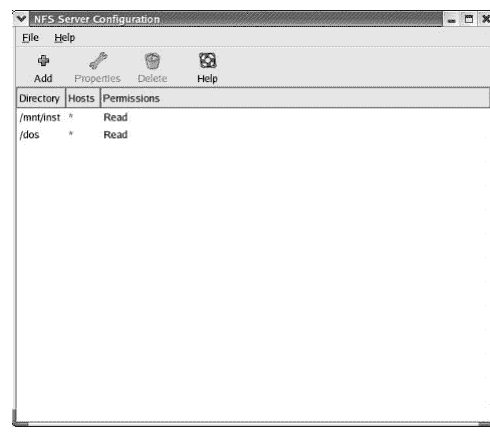 NFS Server Configuration
File Help
Add Properties Delete Help
Directory Hosts Permissions
/mnt/inst * Read
/dos * Read